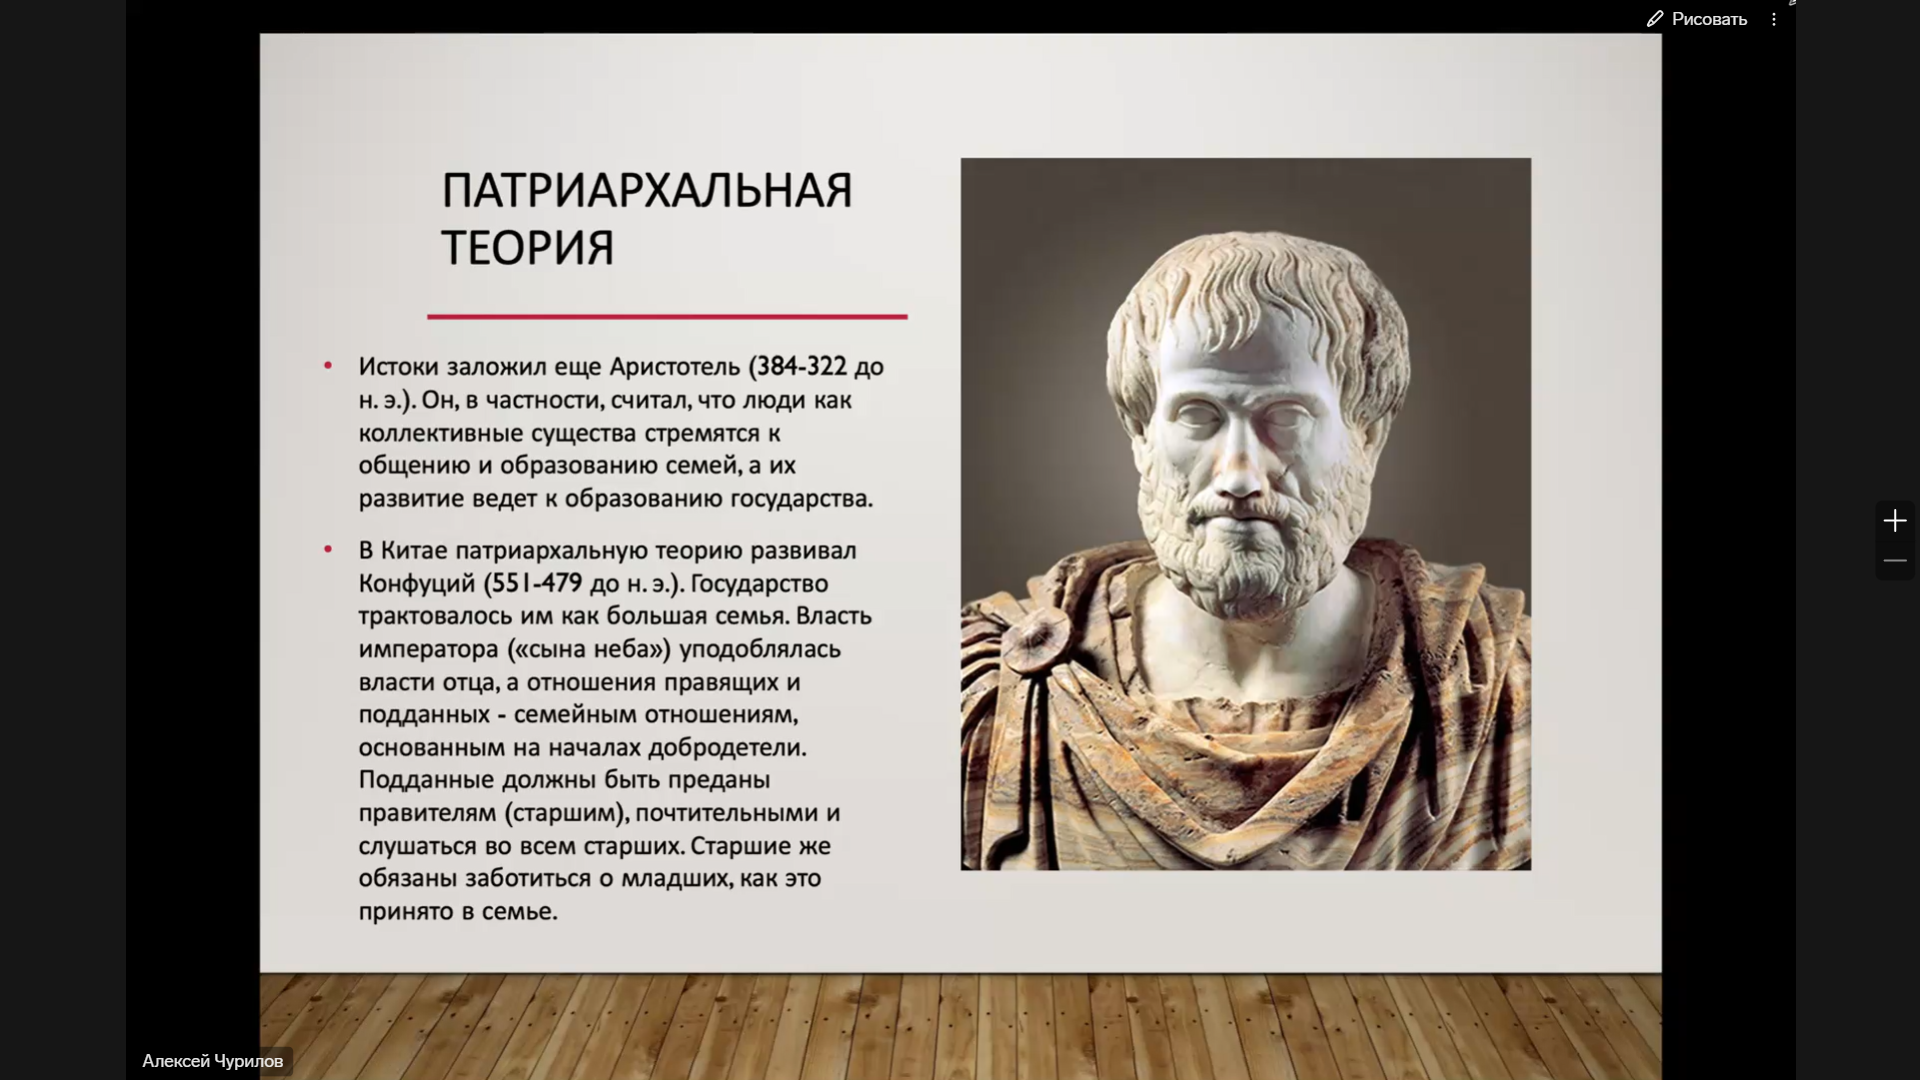 Рисовать
ПАТРИАРХАЛЬНАЯ
ТЕОРИЯ
• Истоки заложил еще Аристотель (384-322 до
н. э.). Он, в частности, считал, что люди как
коллективные существа стремятся к
общению и образованию семей, а их
развитие ведет к образованию государства.
• В Китае патриархальную теорию развивал
Конфуций (551-479 до н. э.). Государство
трактовалось им как большая семья. Власть
императора («сына неба») уподоблялась
власти отца, а отношения правящих и
подданных - семейным отношениям,
основанным на началах добродетели.
Подданные должны быть преданы
правителям (старшим), почтительными и
слушаться во всем старших. Старшие же
обязаны заботиться о младших, как это
принято в семье.
Алексей Чурилов